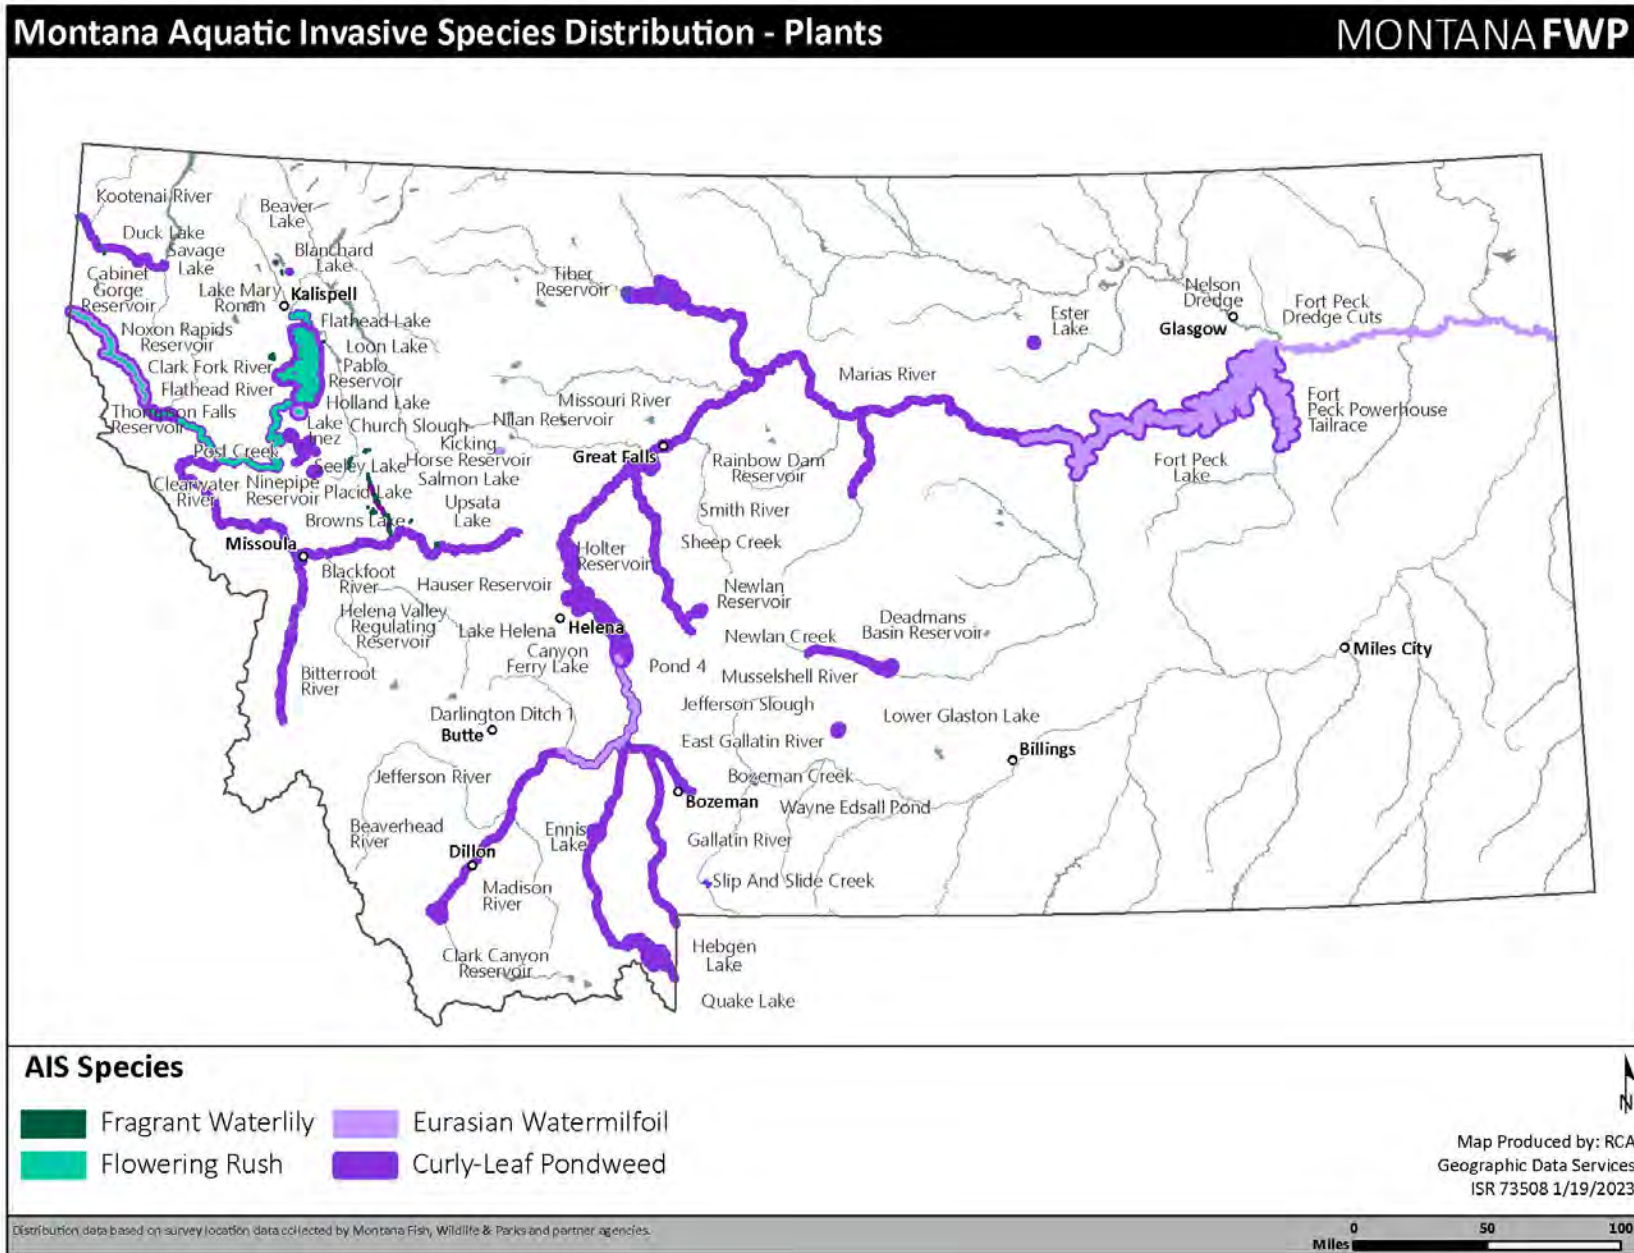 Montana Aquatic Invasive Species Distribution - Plants
MONTANA FWP
Kootenai River
Beaver
Lake
Duck Lake
Savage
Lake
Blanchard
Lake
Cabinet
Gorge
Reservoir
Lake Mary
Ronan
Kalispell
Tiber
Reservoir
Nelson
Dredge
Fort Peck
Dredge Cuts
Ester
Lake
Glasgow
Noxon Rapids
Reservoir
Flathead Lake
Loon Lake
Clark Fork River
Pablo
Reservoir
Flathead River
Marias River
Holland Lake
Missouri River
Thompson Falls
Reservoir
Lake
Inez
Church Slough
Nilan Reservoir
Fort
Peck Powerhouse
Tailrace
Post Creek
Kicking
Horse Reservoir
Great Falls
Rainbow Dam
Reservoir
Fort Peck
Lake
Seeley Lake
Salmon Lake
Clearwater
River
Ninepipe
Reservoir
Placid Lake
Upsata
Lake
Smith River
Browns Lake
Sheep Creek
Missoula
Holter
Reservoir
Blackfoot
River
Hauser Reservoir
Newlan
Reservoir
Helena Valley
Regulating
Reservoir
Lake Helena
Helena
Deadmans
Basin Reservoir
Newlan Creek
Miles City
Canyon
Ferry Lake
Pond 4
Bitterroot
River
Musselshell River
Jefferson Slough
Darlington Ditch 1
Lower Glaston Lake
Butte
East Gallatin River
Billings
Jefferson River
Bozeman Creek
Bozeman
Wayne Edsall Pond
Beaverhead
River
Ennis
Lake
Gallatin River
Dillon
Madison
River
Slip And Slide Creek
Clark Canyon
Reservoir
Hebgen
Lake
Quake Lake
AIS Species
Fragrant Waterlily
Eurasian Watermilfoil
Flowering Rush
Curly-Leaf Pondweed
N
Map Produced by: RCA
Geographic Data Services
ISR 73508 1/19/2023
Distribution data based on survey location data collected by Montana Fish, Wildlife & Parks and partner agencies.
0 50 100
Miles